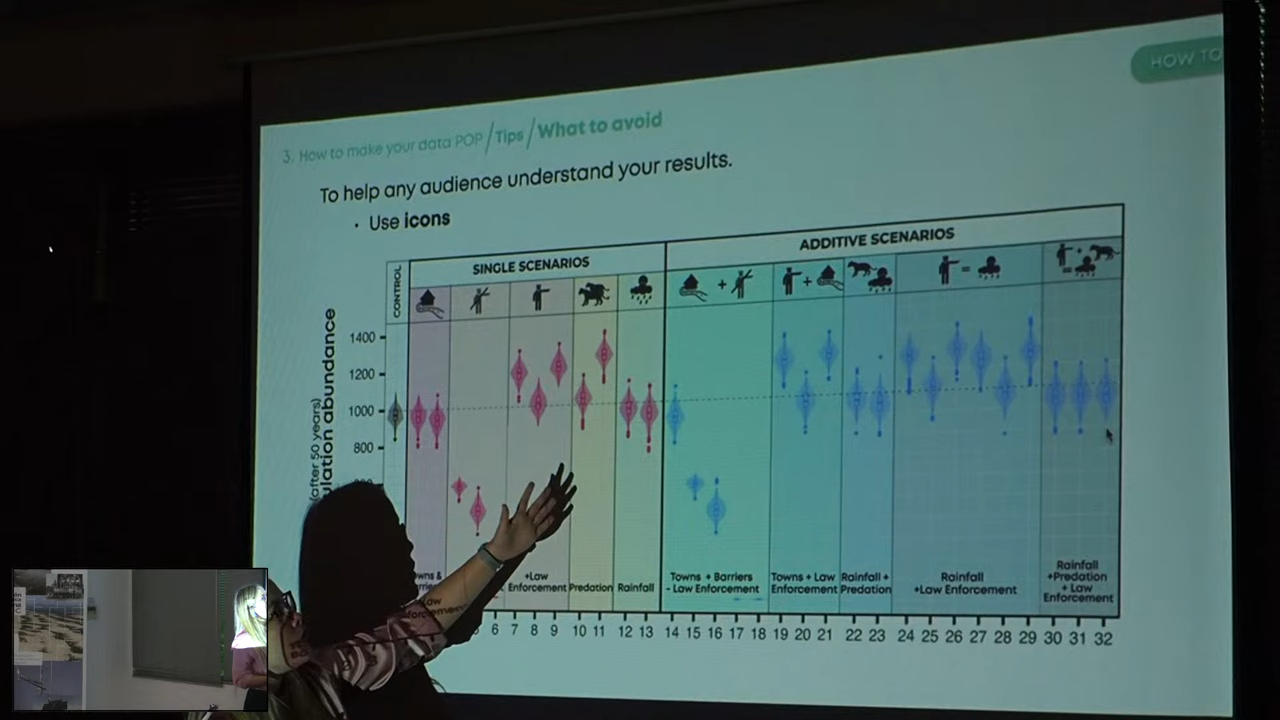 HOW TO
3. How to make your data POP / Tips / What to avoid
To help any audience understand your results.
• Use icons
CONTROL
SINGLE SCENARIOS
ADDITIVE SCENARIOS
+
+
=
+
=
(after 50 years)
ulation abundance
1400
1200
1000
800
+Law
Enforcement
Predation
Rainfall
Towns + Barriers
- Law Enforcement
Towns + Law
Enforcement
Rainfall +
Predation
Rainfall
+Law Enforcement
Rainfall
+Predation
+ Law
Enforcement
6 7 8 9 10 11 12 13 14 15 16 17 18 19 20 21 22 23 24 25 26 27 28 29 30 31 32